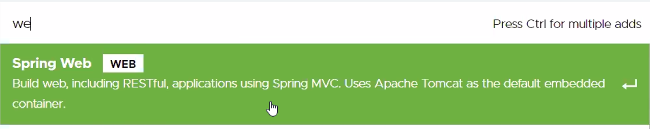 we
Press Ctrl for multiple adds
Spring Web WEB
Build web, including RESTful, applications using Spring MVC. Uses Apache Tomcat as the default embedded
container.